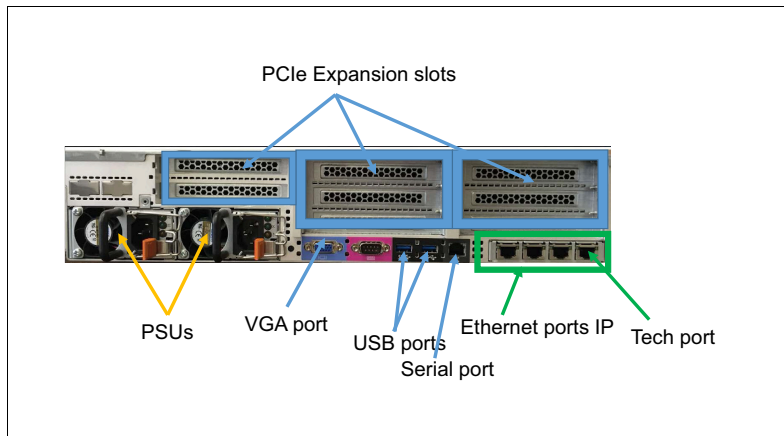 PCIe Expansion slots
PSUs
VGA port
USB ports
Serial port
Ethernet ports IP
Tech port